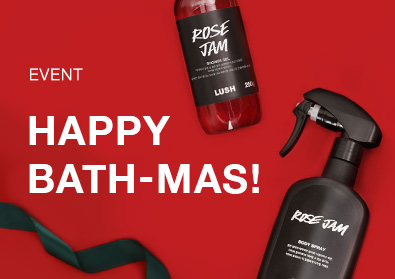 EVENT
HAPPY
BATH-MAS!
ROSE
JAM
SHOWER GEL
LUSH
ROSE JAM
BODY SPRAY